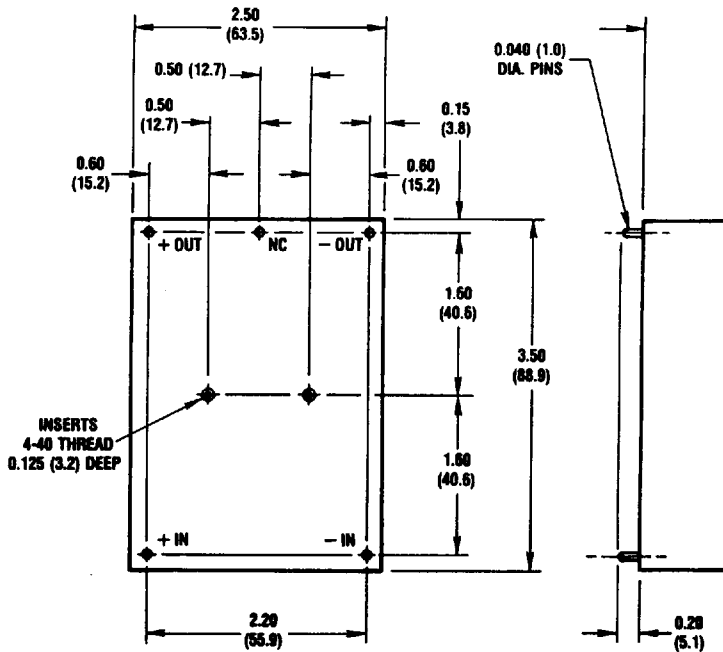 2.50
(63.5)
0.50 (12.7)
0.50
(12.7)
0.60
(15.2)
0.15
(3.8)
0.60
(15.2)
0.040 (1.0)
DIA. PINS
+ OUT
NC
− OUT
1.60
(40.6)
3.50
(88.9)
INSERTS
4-40 THREAD
0.125 (3.2) DEEP
1.60
(40.6)
+ IN
− IN
2.20
(55.9)
0.20
(5.1)